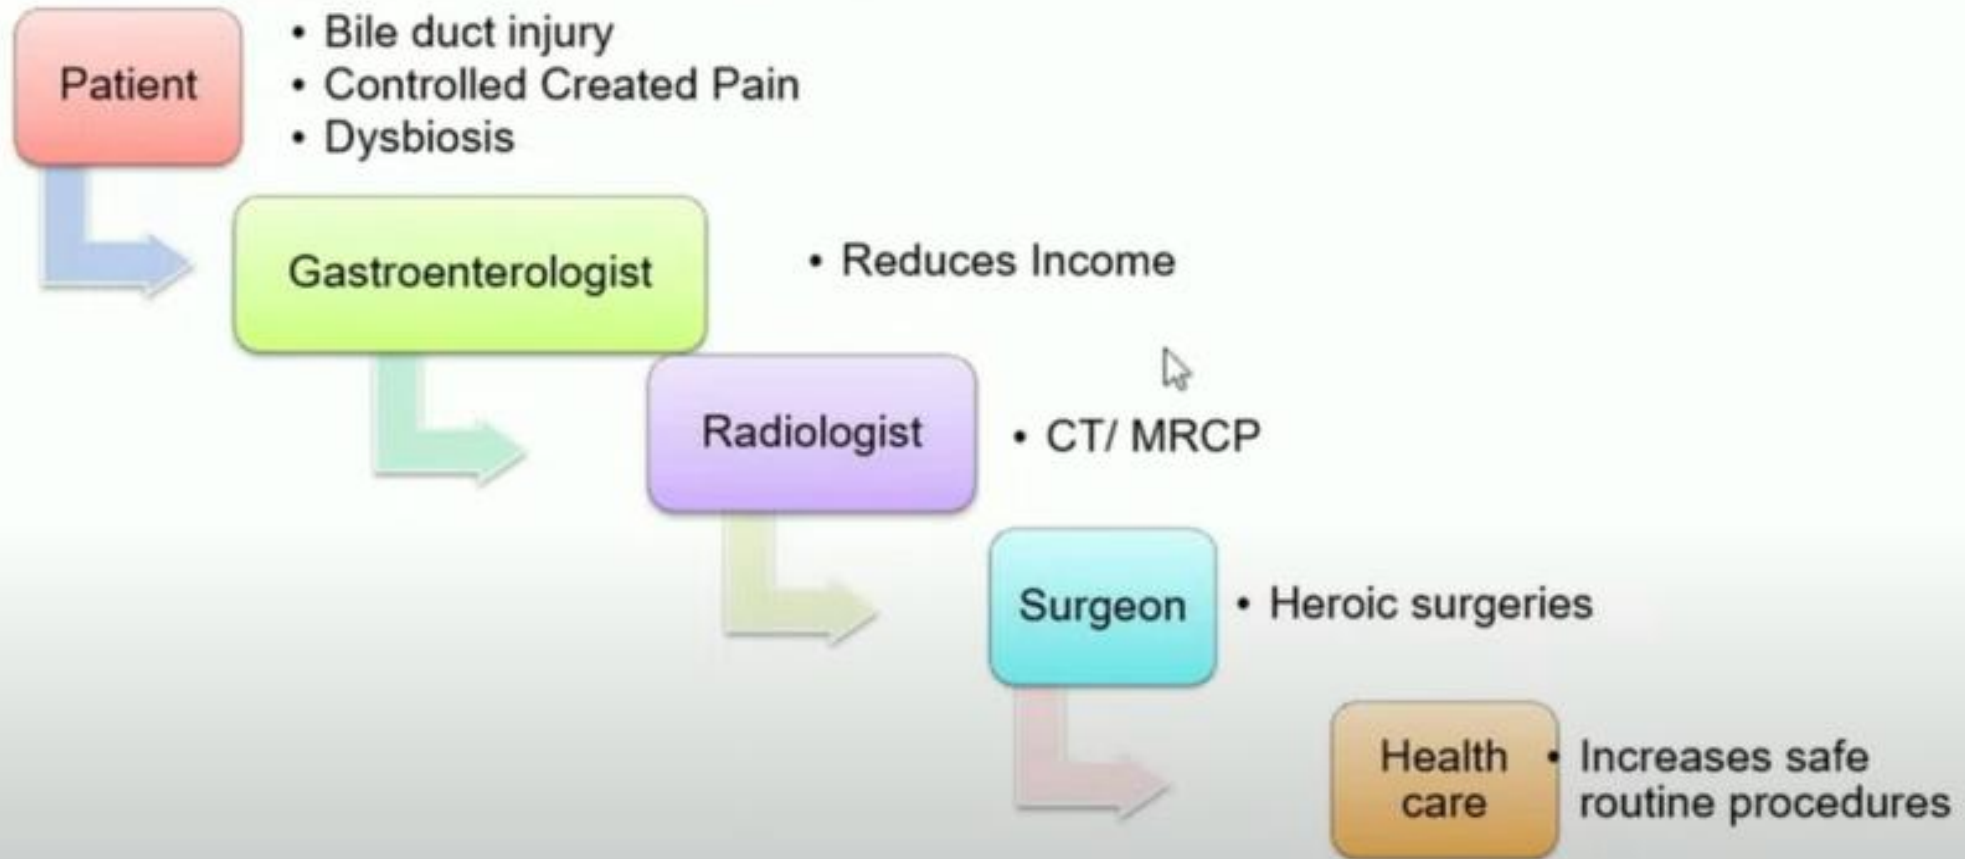 Patient
• Bile duct injury
• Controlled Created Pain
• Dysbiosis
Gastroenterologist
• Reduces Income
Radiologist
• CT/ MRCP
Surgeon
• Heroic surgeries
Health
care
• Increases safe
routine procedures